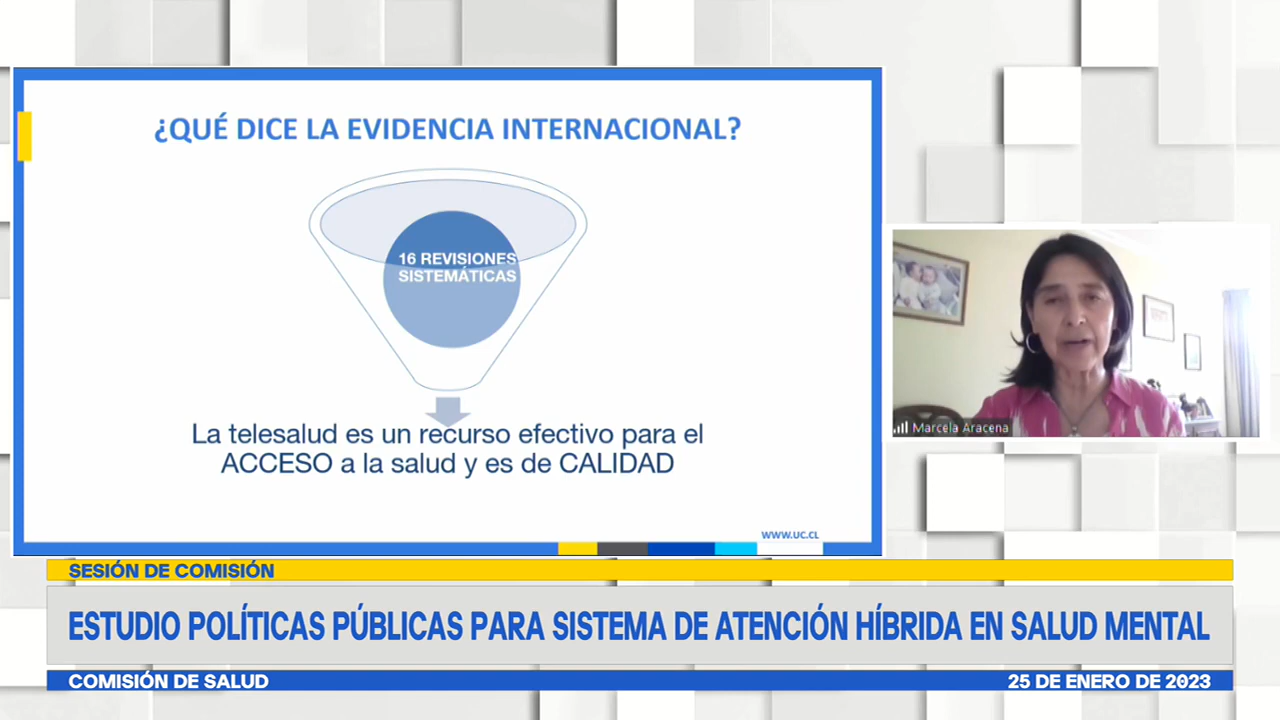 ¿QUÉ DICE LA EVIDENCIA INTERNACIONAL?
16 REVISIONES
SISTEMÁTICAS
La telesalud es un recurso efectivo para el
ACCESO a la salud y es de CALIDAD
WWW.UC.CL
Marcela Aracena
SESIÓN DE COMISIÓN
ESTUDIO POLÍTICAS PÚBLICAS PARA SISTEMA DE ATENCIÓN HÍBRIDA EN SALUD MENTAL
COMISIÓN DE SALUD
25 DE ENERO DE 2023